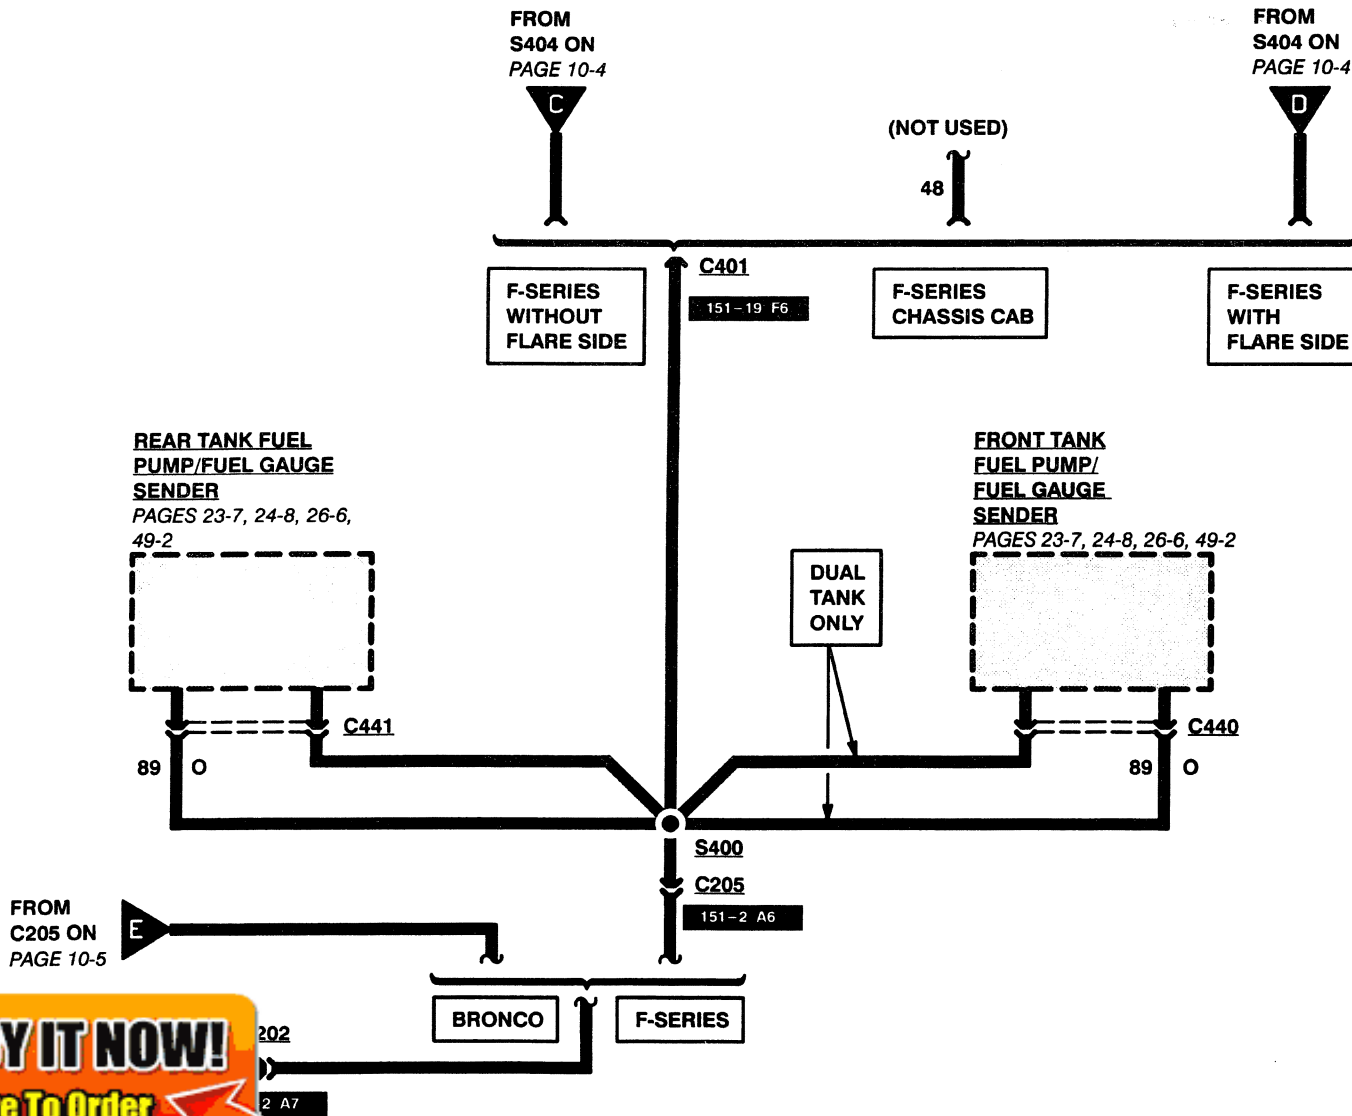 FROM
S404 ON
PAGE 10-4
C
FROM
S404 ON
PAGE 10-4
D
(NOT USED)
48
C401
151-19 F6
F-SERIES
WITHOUT
FLARE SIDE
F-SERIES
CHASSIS CAB
F-SERIES
WITH
FLARE SIDE
REAR TANK FUEL
PUMP/FUEL GAUGE
SENDER
PAGES 23-7, 24-8, 26-6,
49-2
FRONT TANK
FUEL PUMP/
FUEL GAUGE
SENDER
PAGES 23-7, 24-8, 26-6, 49-2
DUAL
TANK
ONLY
C441
89 O
C440
89 O
S400
C205
151-2 A6
FROM
C205 ON
PAGE 10-5
E
BRONCO
F-SERIES
202
2 A7
Y IT NOW!
e To Order